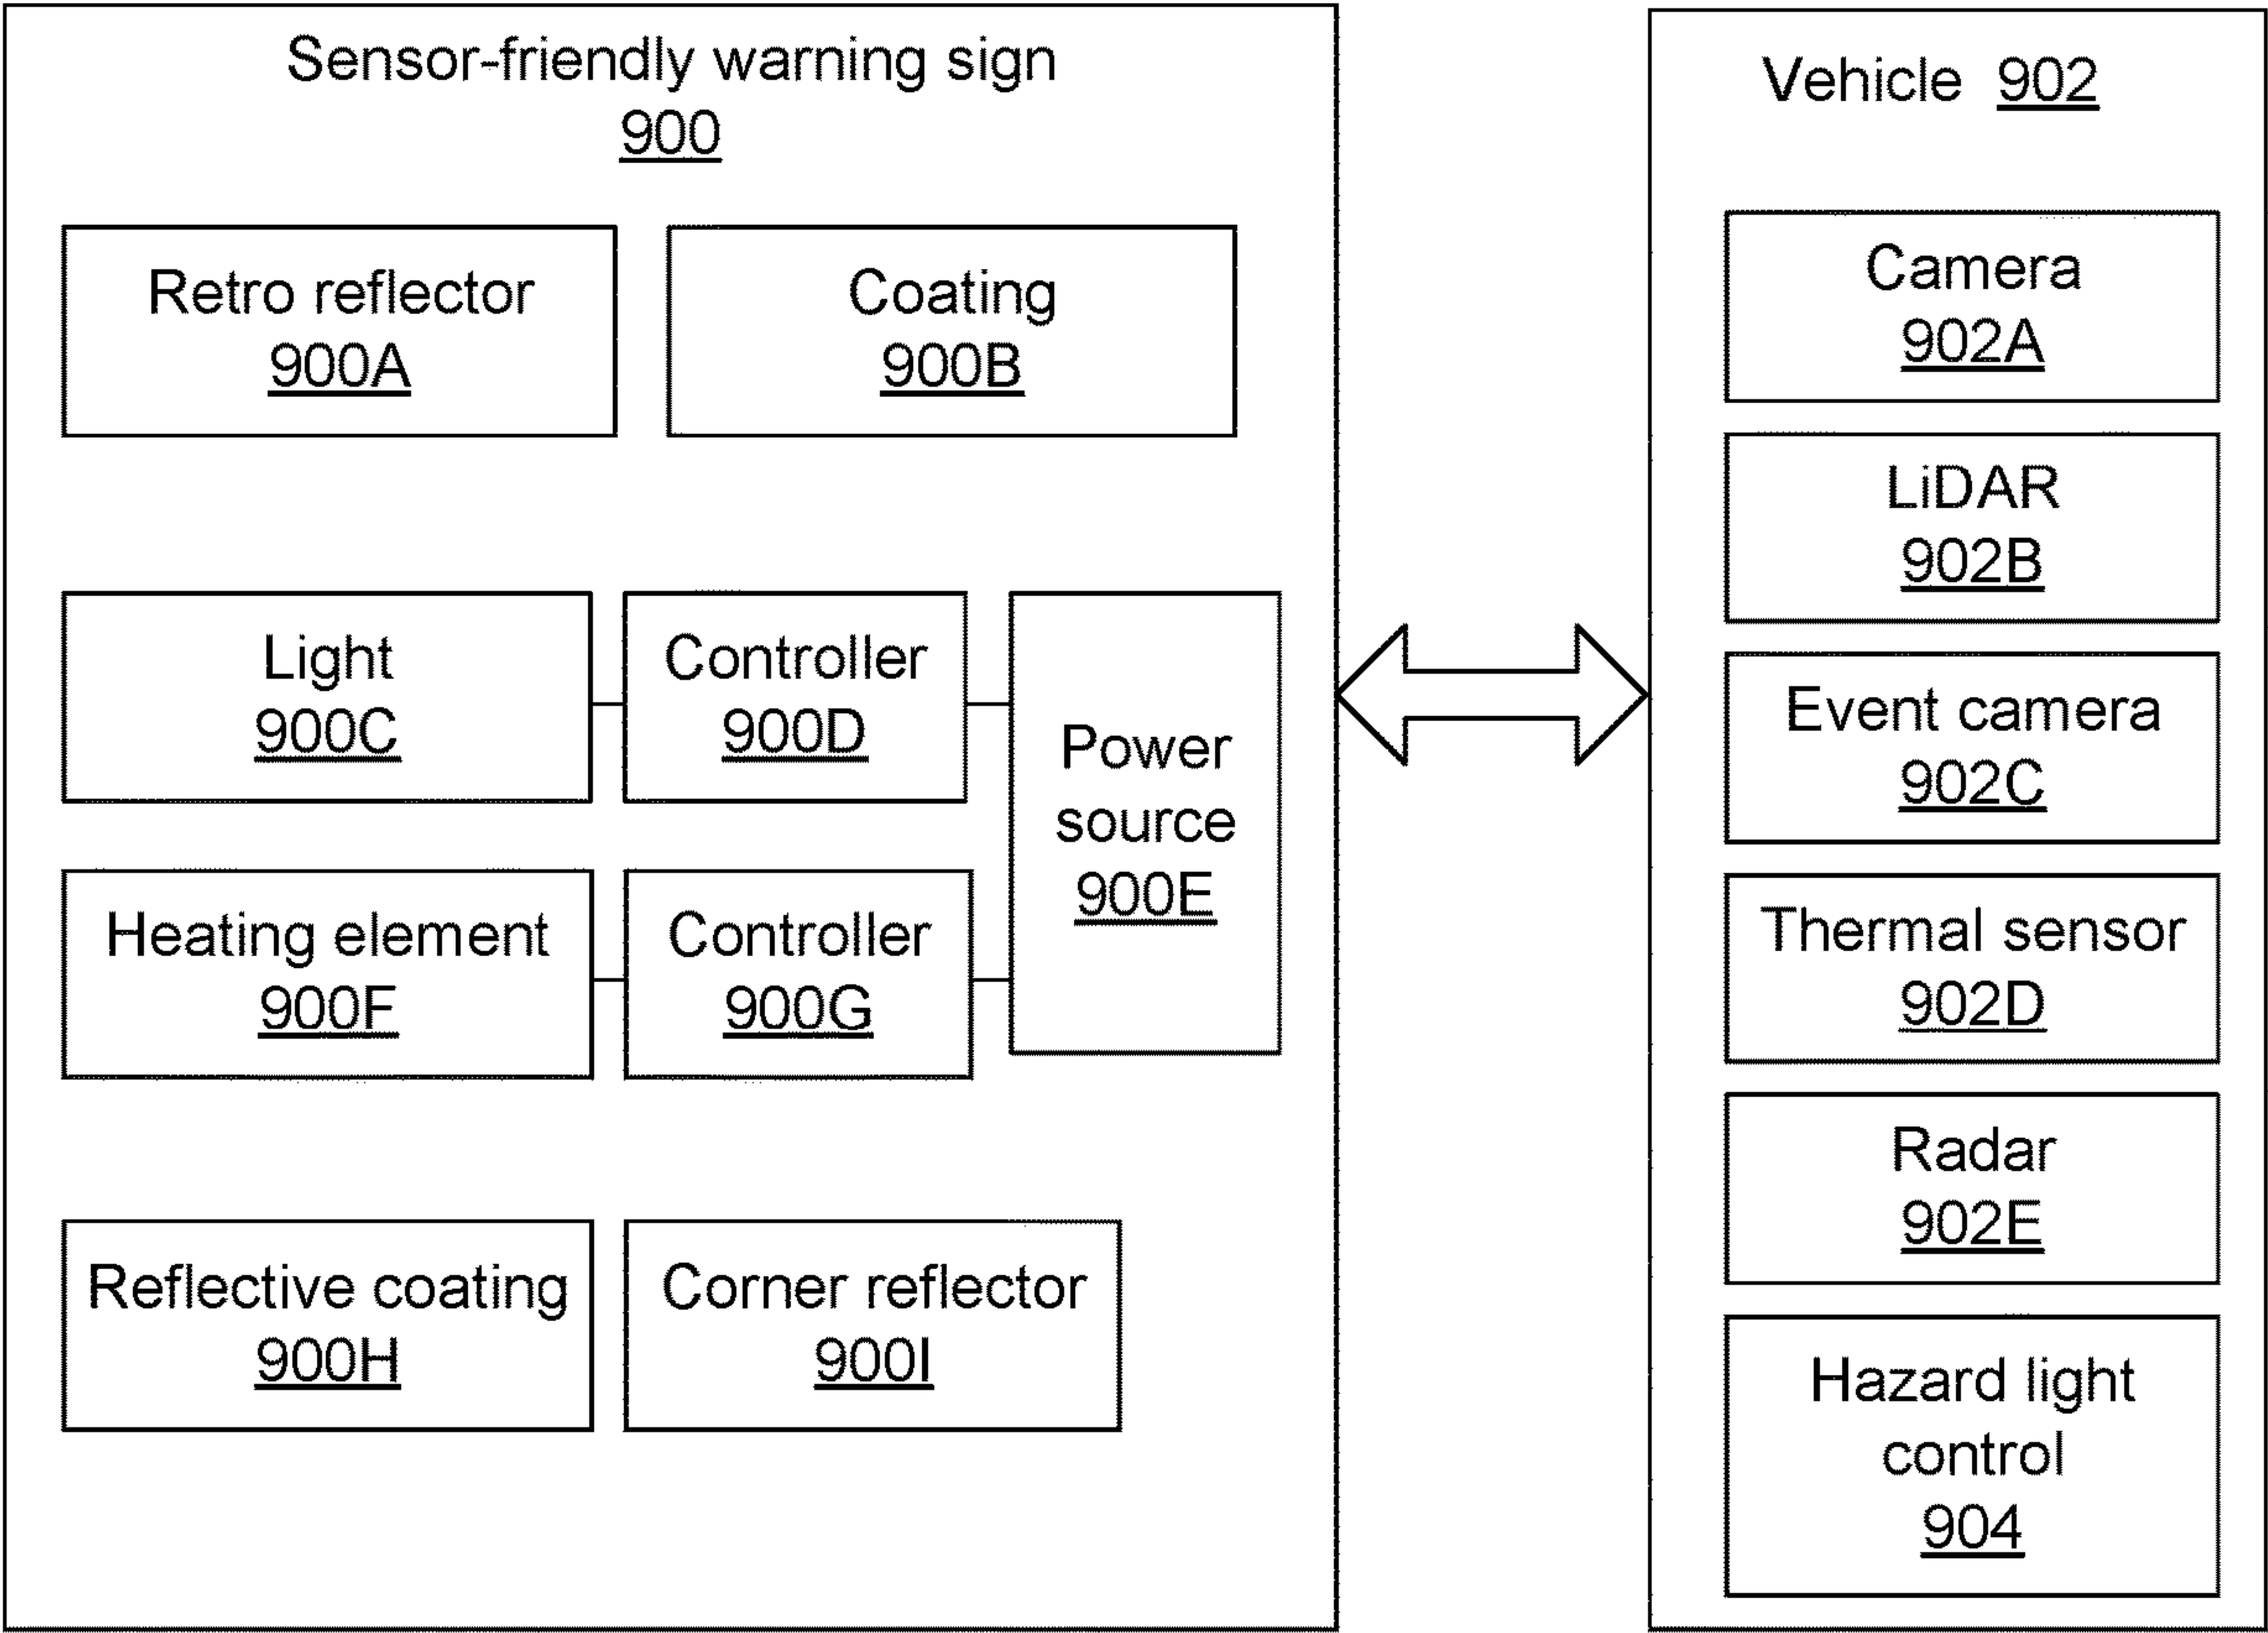 Sensor-friendly warning sign
900
Retro reflector
900A
Coating
900B
Light
900C
Controller
900D
Power
source
900E
Heating element
900F
Controller
900G
Reflective coating
900H
Corner reflector
900I
Vehicle 902
Camera
902A
LiDAR
902B
Event camera
902C
Thermal sensor
902D
Radar
902E
Hazard light
control
904